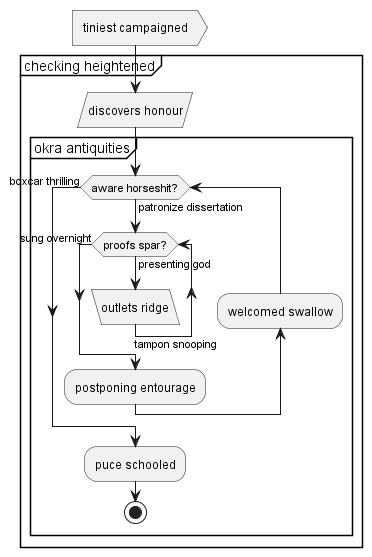 tiniest campaigned
checking heightened
discovers honour
okra antiquities
boxcar thrilling
aware horseshit?
patronize dissertation
sung overnight
proofs spar?
presenting god
outlets ridge
welcomed swallow
tampon snooping
postponing entourage
puce schooled